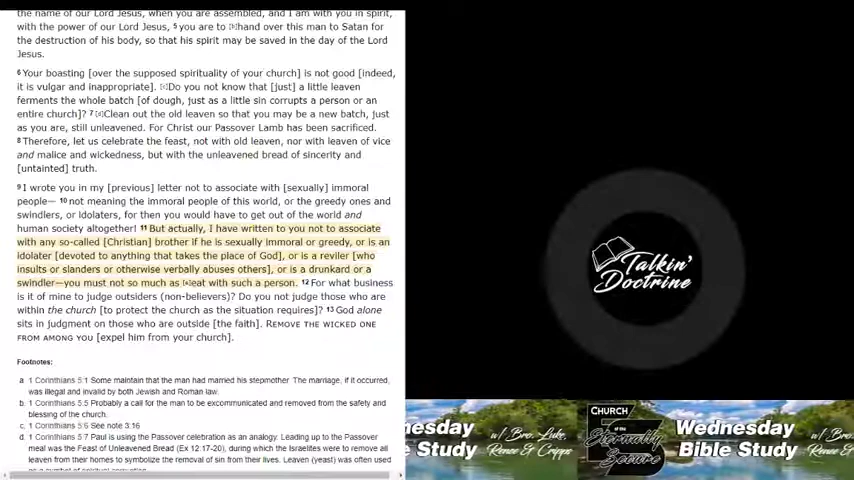 the name of our Lord Jesus, when you are assembled, and I am with you in spirit,
with the power of our Lord Jesus, 5 you are to [b]hand over this man to Satan for
the destruction of his body, so that his spirit may be saved in the day of the Lord
Jesus.
6 Your boasting [over the supposed spirituality of your church] is not good [indeed,
it is vulgar and inappropriate]. [c]Do you not know that [just] a little leaven
ferments the whole batch [of dough, just as a little sin corrupts a person or an
entire church]? 7 [d]Clean out the old leaven so that you may be a new batch, just
as you are, still unleavened. For Christ our Passover Lamb has been sacrificed.
8 Therefore, let us celebrate the feast, not with old leaven, nor with leaven of vice
and malice and wickedness, but with the unleavened bread of sincerity and
[untainted] truth.
9 I wrote you in my [previous] letter not to associate with [sexually] immoral
people— 10 not meaning the immoral people of this world, or the greedy ones and
swindlers, or idolaters, for then you would have to get out of the world and
human society altogether! 11 But actually, I have written to you not to associate
with any so-called [Christian] brother if he is sexually immoral or greedy, or is an
idolater [devoted to anything that takes the place of God], or is a reviler [who
insults or slanders or otherwise verbally abuses others], or is a drunkard or a
swindler—you must not so much as [e]eat with such a person. 12 For what business
is it of mine to judge outsiders (non-believers)? Do you not judge those who are
within the church [to protect the church as the situation requires]? 13 God alone
sits in judgment on those who are outside [the faith]. REMOVE THE WICKED ONE
FROM AMONG YOU [expel him from your church].
Footnotes:
a 1 Corinthians 5:1 Some maintain that the man had married his stepmother. The marriage, if it occurred,
was illegal and invalid by both Jewish and Roman law.
b. 1 Corinthians 5:5 Probably a call for the man to be excommunicated and removed from the safety and
blessing of the church.
c. 1 Corinthians 5:6 See note 3:16
d. 1 Corinthians 5:7 Paul is using the Passover celebration as an analogy. Leading up to the Passover
meal was the Feast of Unleavened Bread (Ex 12:17-20), during which the Israelites were to remove all
leaven from their homes to symbolize the removal of sin from their lives. Leaven (yeast) was often used
as a symbol of spiritual corruption.
Talkin'
Doctrine
nesday
Study
w/ Bro. Luke,
Renee & Cripps
CHURCH
of the
Eternally
Secure
Wednesday
Bible Study
w/ Bro.
Renee &